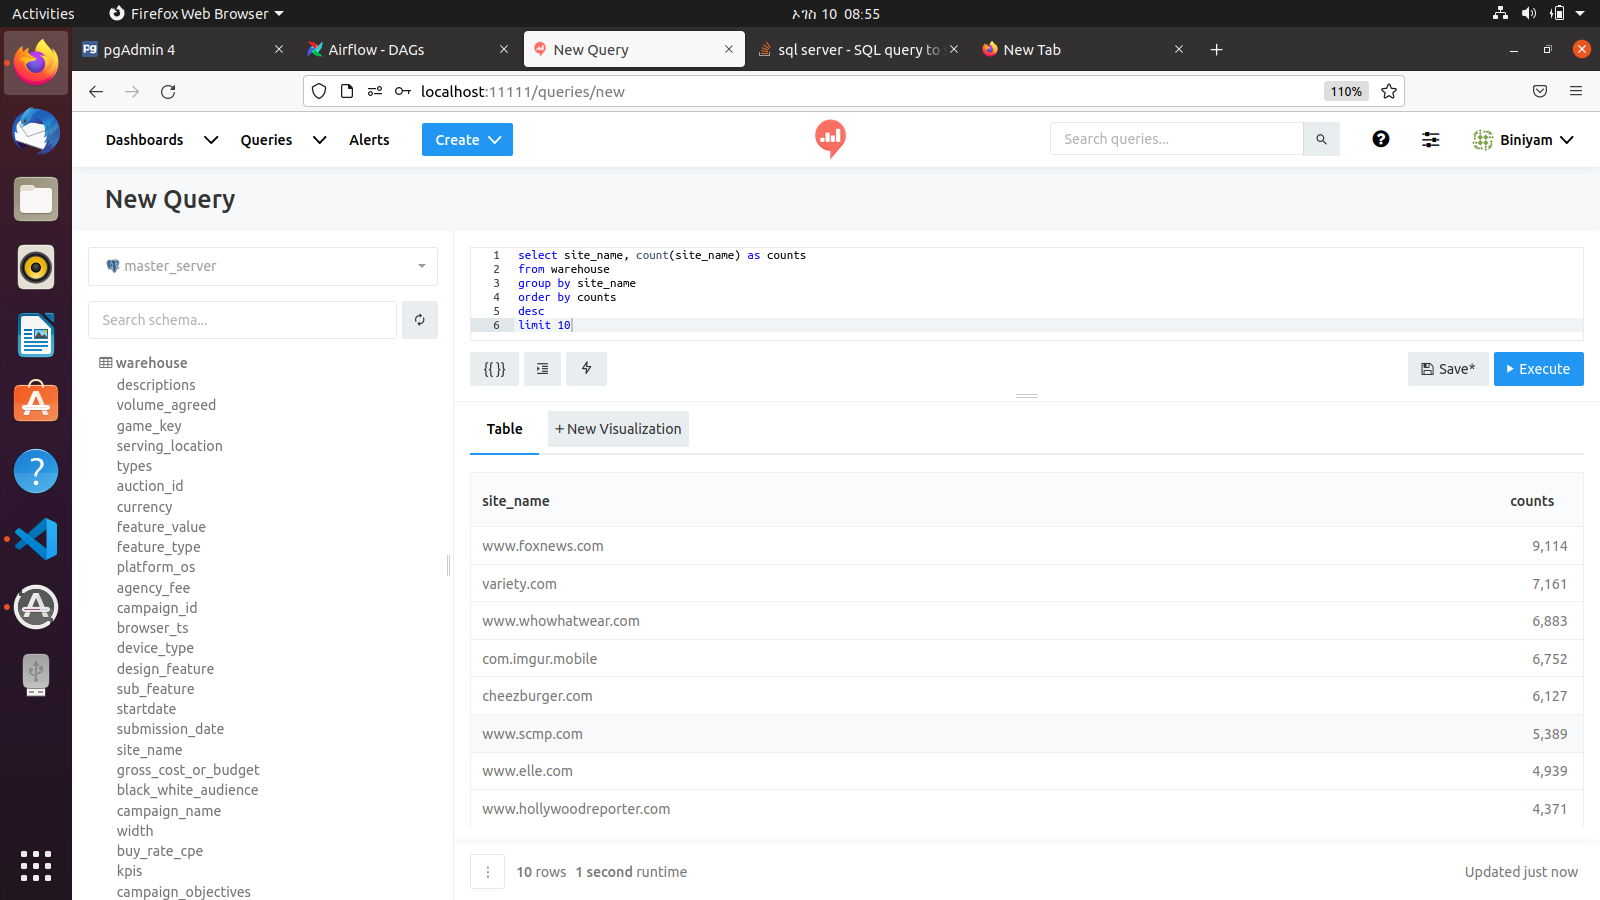 Activities Firefox Web Browser ኦገስ 10 08:55
pgAdmin 4 Airflow - DAGs New Query sql server - SQL query to New Tab
localhost:11111/queries/new 110%
Dashboards Queries Alerts Create Search queries... Biniyam
New Query
master_server
Search schema...
warehouse
descriptions
volume_agreed
game_key
serving_location
types
auction_id
currency
feature_value
feature_type
platform_os
agency_fee
campaign_id
browser_ts
device_type
design_feature
sub_feature
startdate
submission_date
site_name
gross_cost_or_budget
black_white_audience
campaign_name
width
buy_rate_cpe
kpis
campaign_objectives
1 select site_name, count(site_name) as counts
2 from warehouse
3 group by site_name
4 order by counts
5 desc
6 limit 10
{{ }} Save* Execute
Table + New Visualization
site_name counts
www.foxnews.com 9,114
variety.com 7,161
www.whowhatwear.com 6,883
com.imgur.mobile 6,752
cheezburger.com 6,127
www.scmp.com 5,389
www.elle.com 4,939
www.hollywoodreporter.com 4,371
10 rows 1 second runtime Updated just now